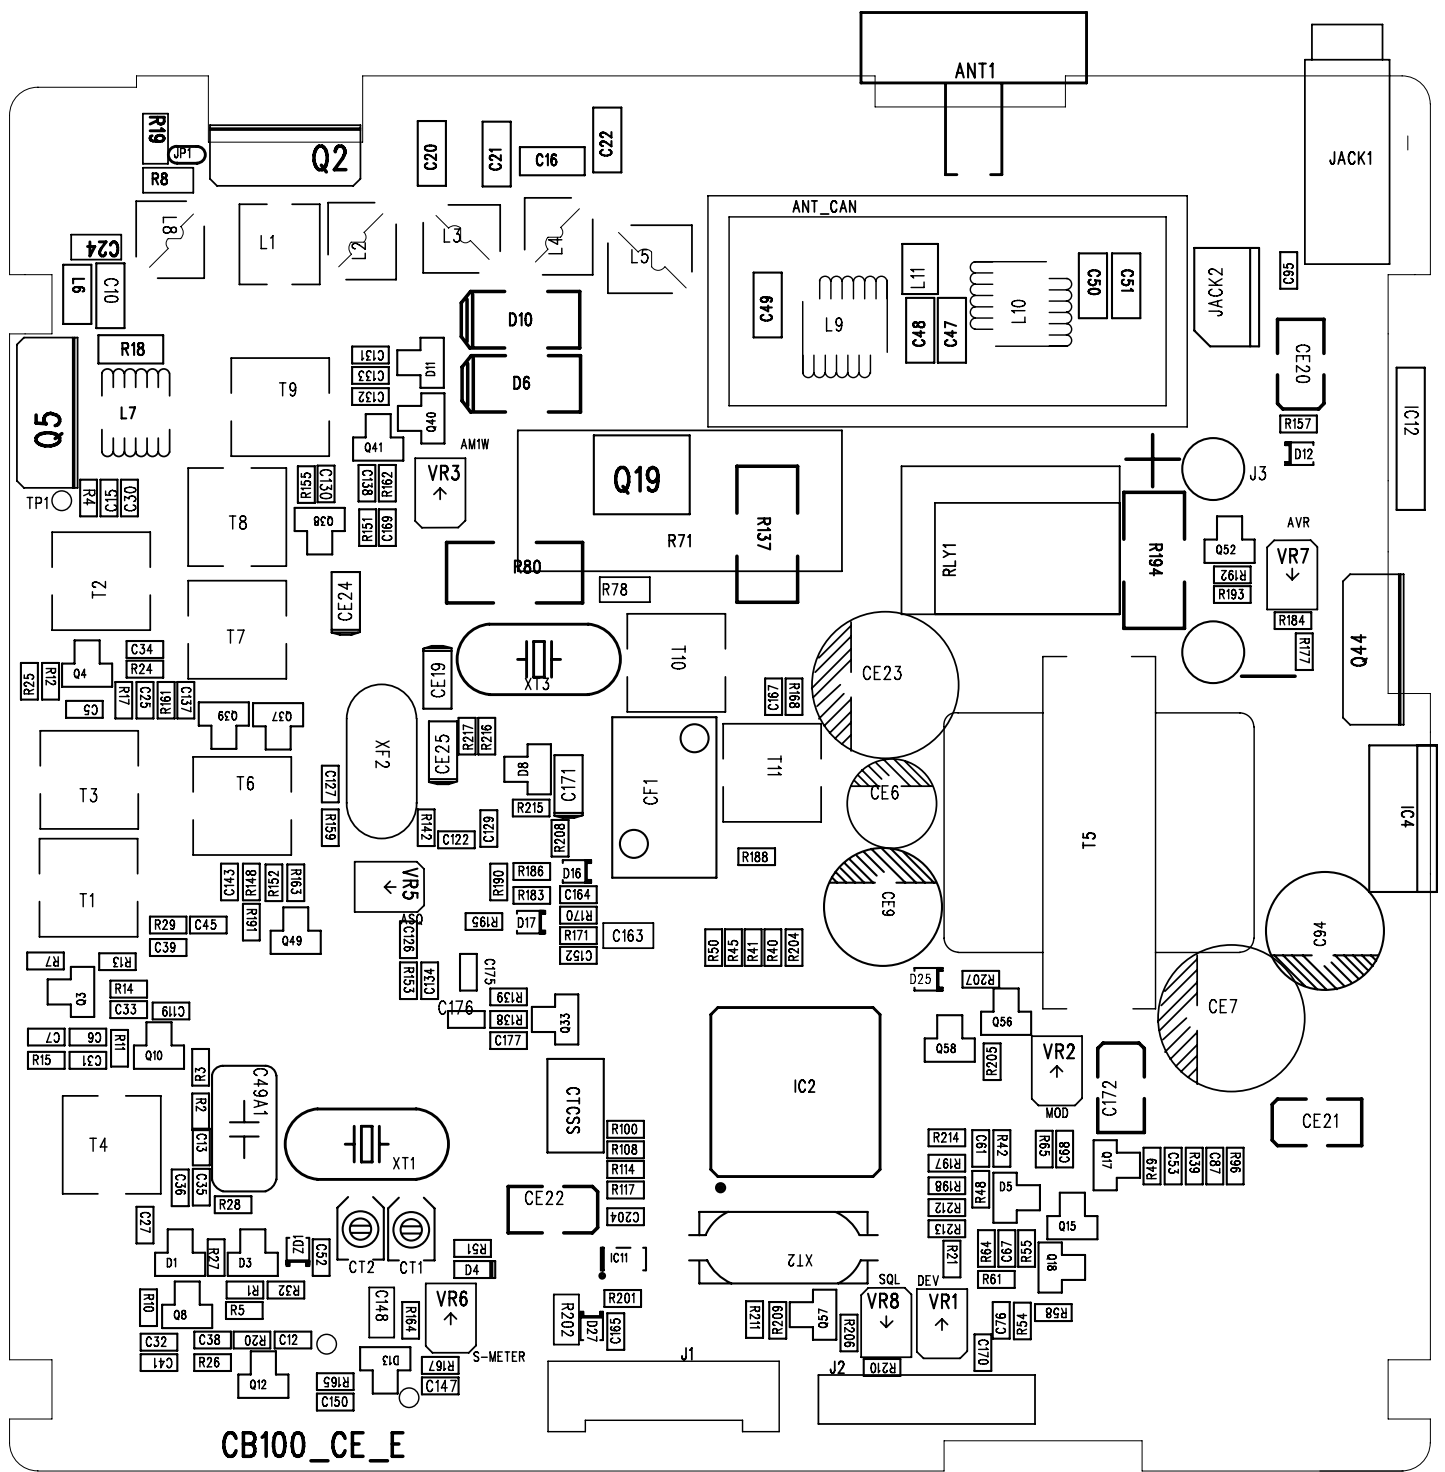 ANT1
R19
JP1
Q2
R8
C20
C21
C16
C22
JACK1
ANT_CAN
L8
L1
L2
L3
L4
L5
C24
L6
C10
L11
C49
L9
C48
C47
L10
C50
C51
JACK2
C95
D10
D6
R18
L7
Q5
T9
C131
C133
C132
D11
Q40
Q41
AM1W
VR3
CE20
R157
D12
IC12
J3
TP1
R4
C15
C30
T8
R155
C130
C138
R162
Q38
R151
C169
Q19
R71
R137
R80
R78
RLY1
R194
AVR
Q52
VR7
R192
R193
R184
R177
Q44
T2
T7
CE24
Q4
C34
R24
R25
R12
C5
R17
C25
R161
C137
Q39
Q37
CE19
XT3
T10
CE23
C167
R168
T3
T6
XF2
CE25
R217
R216
D8
C171
R215
CF1
T11
CE6
T5
IC4
C127
R159
R142
C122
C129
R208
R188
T1
C143
R148
R152
R163
VR5
ASQ
R190
R186
D16
R183
C164
CE9
C94
R29
C45
R161
Q49
C39
C126
R195
D17
R170
R171
C163
C152
R50
R45
R41
R40
R204
R7
R13
Q3
R14
C33
C119
R153
C134
C175
C176
R139
R138
C177
Q33
D25
R207
Q56
Q58
R205
VR2
MOD
CE7
C7
C6
R11
R15
C31
Q10
R3
C49A1
R2
C13
C36
C35
R28
T4
XT1
CTCSS
IC2
C172
CE21
R100
R108
R114
R117
C204
CE22
R214
R197
R198
R212
R213
R21
C61
R42
R65
C68
R48
D5
Q17
R49
C53
R39
C87
R96
Q15
R64
C67
R55
Q18
R61
C27
D1
R27
D3
ZD1
C52
CT2
CT1
R51
D4
IC11
XT2
SQL
DEV
R10
Q8
R1
R32
R5
C148
R164
VR6
R202
R201
D27
C165
R211
R209
Q57
R206
VR8
VR1
C76
R54
R58
C170
C32
C38
R20
C12
C41
R26
Q12
R165
C150
D13
R167
C147
S-METER
J1
R210
J2
CB100_CE_E